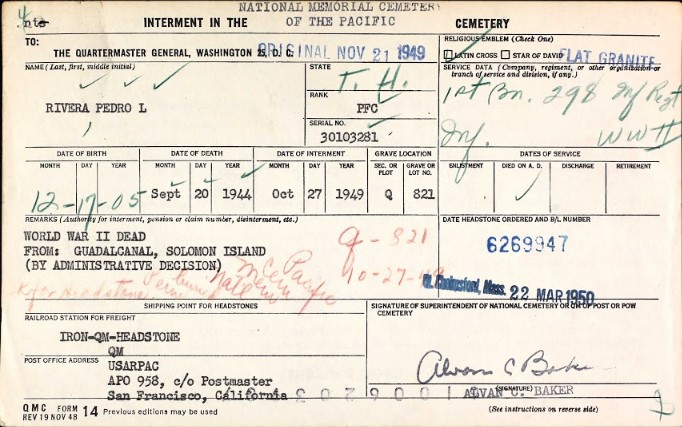 NATIONAL MEMORIAL CEMETERY
INTERMENT IN THE OF THE PACIFIC CEMETERY
TO:
THE QUARTERMASTER GENERAL, WASHINGTON 25, D. C.
ORIGINAL NOV 21 1949
RELIGIOUS EMBLEM (Check One)
LATIN CROSS STAR OF DAVID
FLAT GRANITE
NAME (Last, first, middle initial)
RIVERA PEDRO L
STATE
T. H.
RANK
PFC
SERIAL NO.
30103281
SERVICE DATA (Company, regiment, or other organization, branch of service and division, if any.)
1st Bn. 298 Inf Regt
Inf. WW II
DATE OF BIRTH DATE OF DEATH DATE OF INTERMENT GRAVE LOCATION DATES OF SERVICE
MONTH DAY YEAR MONTH DAY YEAR MONTH DAY YEAR SEC. OR PLOT GRAVE OR LOT NO. ENLISTMENT DIED ON A. D. DISCHARGE RETIREMENT
12-17-05 Sept 20 1944 Oct 27 1949 Q 821
REMARKS (Authority for interment, pension or claim number, disinterment, etc.)
WORLD WAR II DEAD
FROM: GUADALCANAL, SOLOMON ISLAND
(BY ADMINISTRATIVE DECISION)
Q-821
10-27-49
Natl Mem Cem Pacific
DATE HEADSTONE ORDERED AND B/L NUMBER
6269947
22 MAR 1950
SHIPPING POINT FOR HEADSTONES
RAILROAD STATION FOR FREIGHT
IRON-QM-HEADSTONE
QM
POST OFFICE ADDRESS
USARPAC
APO 958, c/o Postmaster
San Francisco, California
SIGNATURE OF SUPERINTENDENT OF NATIONAL CEMETERY OR QM OF POST OR POW CEMETERY
Alvan C Baker
ALVAN C. BAKER
(SIGNATURE)
QMC FORM 14 Previous editions may be used
REV 19 NOV 48
(See instructions on reverse side)